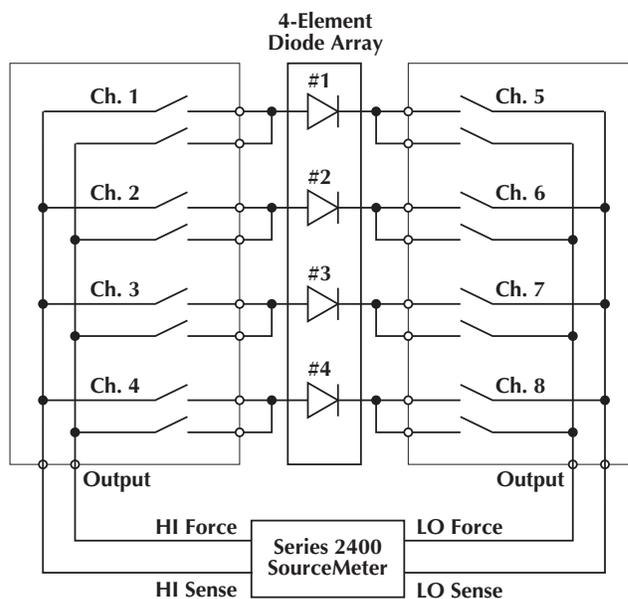 4-Element
Diode Array
#1
Ch. 1
Ch. 5
#2
Ch. 2
Ch. 6
#3
Ch. 3
Ch. 7
#4
Ch. 4
Ch. 8
Output
Output
HI Force
LO Force
Series 2400
SourceMeter
HI Sense
LO Sense